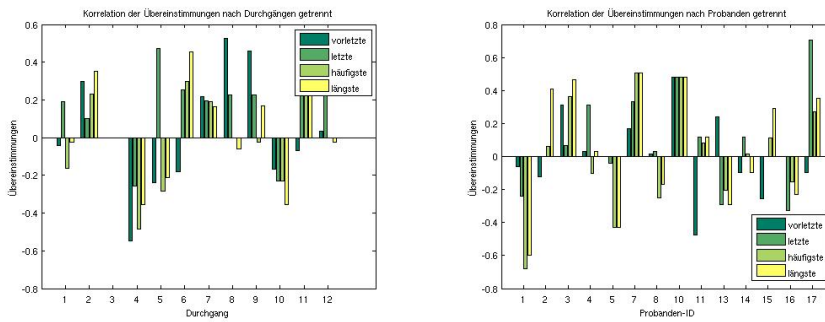 Korrelation der Übereinstimmungen nach Durchgängen getrennt
0.6
0.4
0.2
0
-0.2
-0.4
-0.6
-0.8
Übereinstimmungen
vorletzte
letzte
häufigste
längste
1 2 3 4 5 6 7 8 9 10 11 12
Durchgang
Korrelation der Übereinstimmungen nach Probanden getrennt
0.8
0.6
0.4
0.2
0
-0.2
-0.4
-0.6
-0.8
Übereinstimmungen
vorletzte
letzte
häufigste
längste
1 2 3 4 5 7 8 10 11 13 14 15 16 17
Probanden-ID